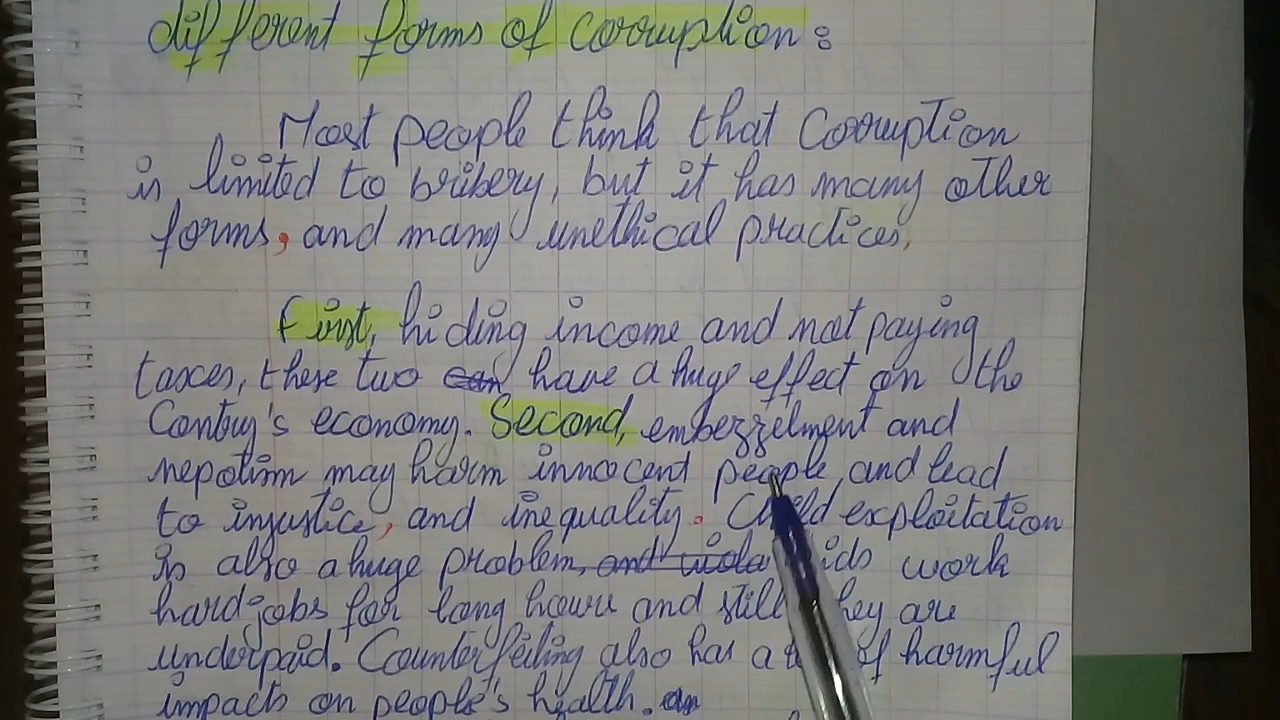 different forms of corruption :
Most people think that Corruption
is limited to bribery, but it has many other
forms, and many unethical practices.
First, hiding income and not paying
taxes, these two have a huge effect on the
Contry's economy. Second, embezzelment and
nepotism may harm innocent people, and lead
to injustice, and inequality. Child exploitation
is also a huge problem, work
hard jobs for long hours and still they are
underpaid. Counterfeiting also has a of harmful
impacts on people's health.